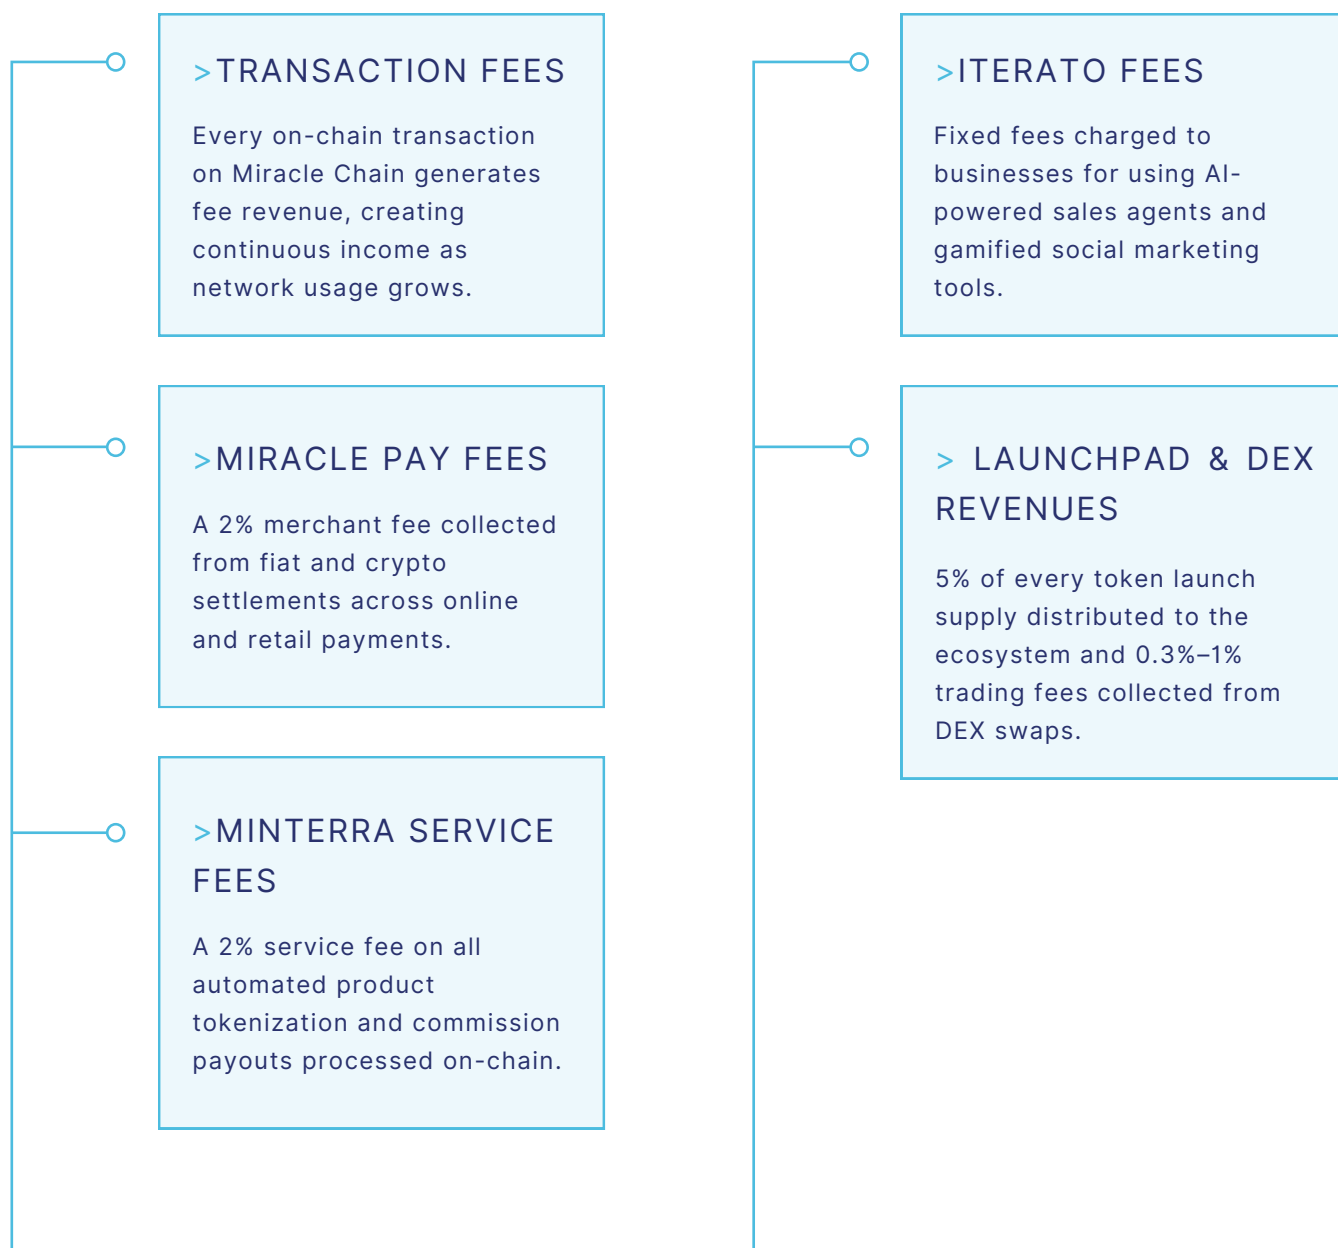 >TRANSACTION FEES
Every on-chain transaction
on Miracle Chain generates
fee revenue, creating
continuous income as
network usage grows.
>MIRACLE PAY FEES
A 2% merchant fee collected
from fiat and crypto
settlements across online
and retail payments.
>MINTERRA SERVICE
FEES
A 2% service fee on all
automated product
tokenization and commission
payouts processed on-chain.
>ITERATO FEES
Fixed fees charged to
businesses for using AI-
powered sales agents and
gamified social marketing
tools.
> LAUNCHPAD & DEX
REVENUES
5% of every token launch
supply distributed to the
ecosystem and 0.3%–1%
trading fees collected from
DEX swaps.